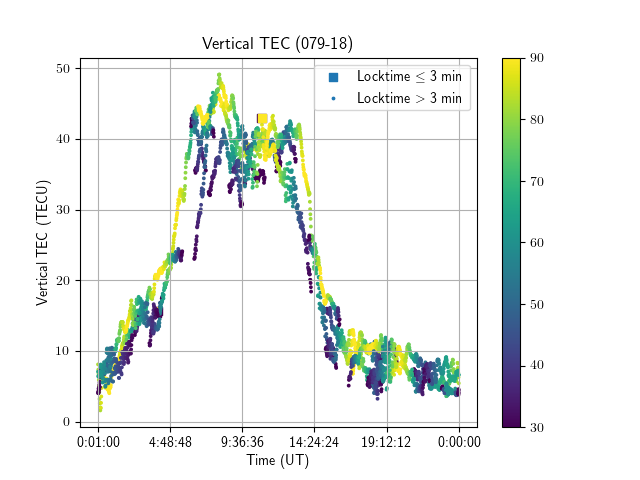 Vertical TEC (079-18)
Locktime ≤ 3 min
Locktime > 3 min
Vertical TEC (TECU)
50
40
30
20
10
0
0:01:00 4:48:48 9:36:36 14:24:24 19:12:12 0:00:00
Time (UT)
90
80
70
60
50
40
30